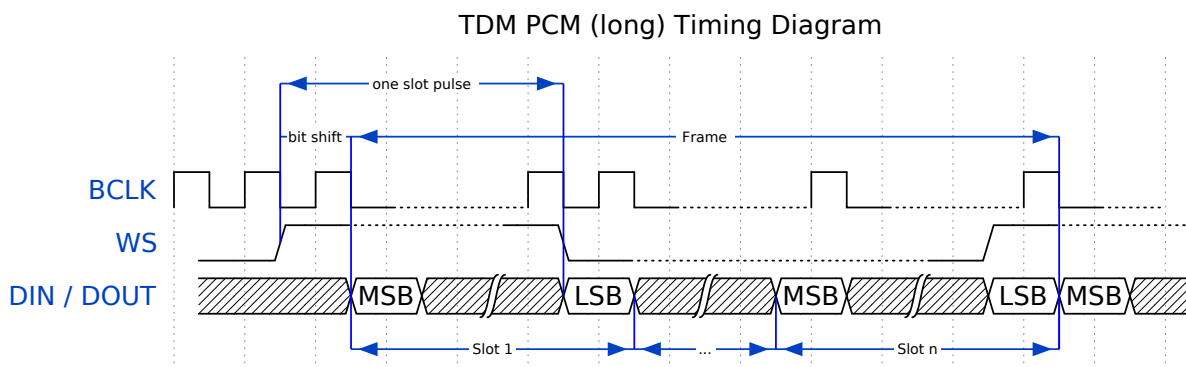 TDM PCM (long) Timing Diagram
one slot pulse
bit shift
Frame
BCLK
WS
DIN / DOUT
MSB
LSB
MSB
LSB
MSB
Slot 1
...
Slot n